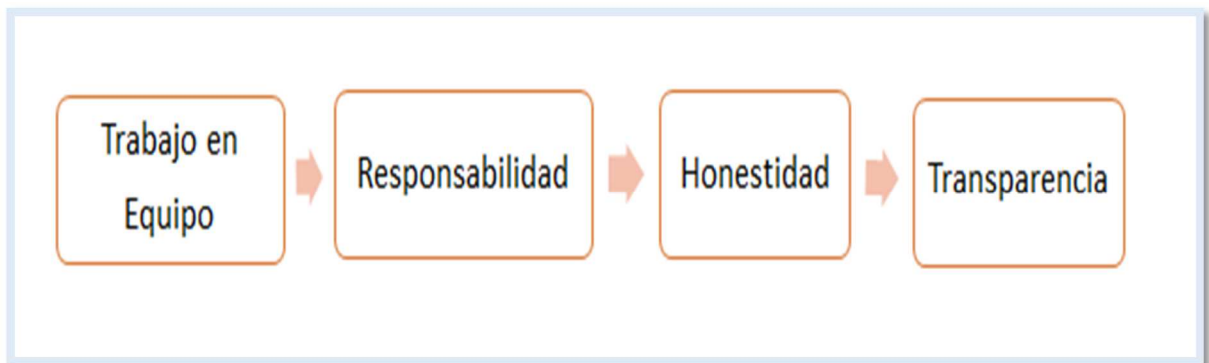 Trabajo en
Equipo
Responsabilidad
Honestidad
Transparencia